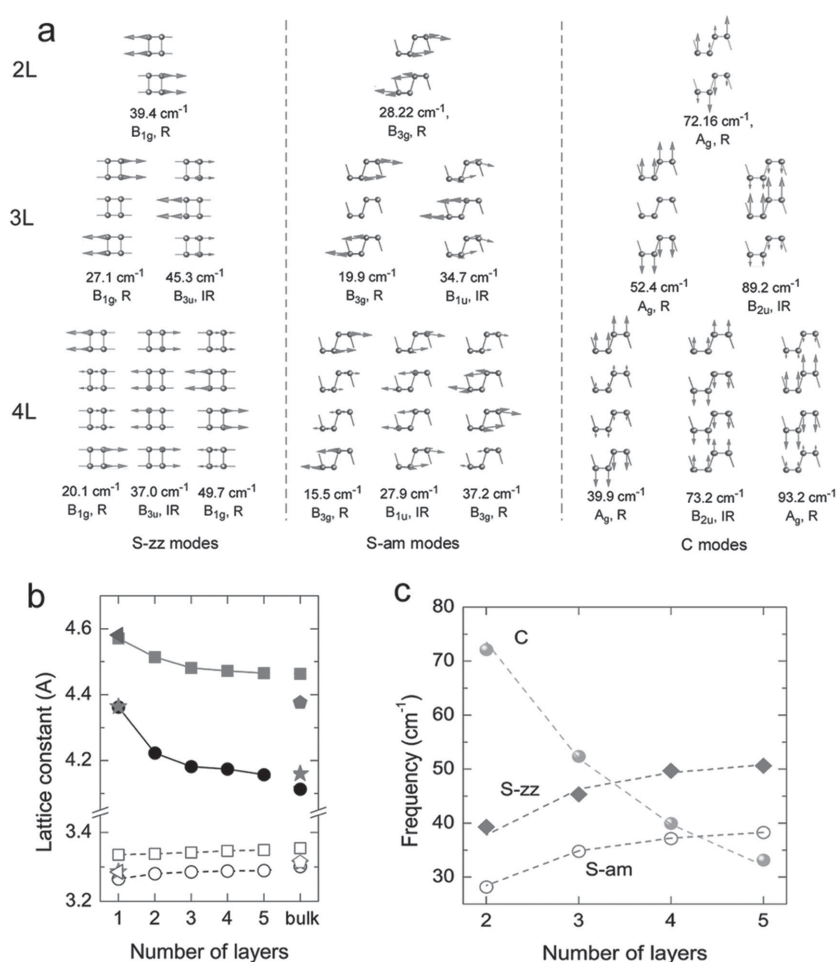 a
2L
39.4 cm⁻¹
B₁g, R
28.22 cm⁻¹,
B₃g, R
72.16 cm⁻¹,
Ag, R
3L
27.1 cm⁻¹
B₁g, R
45.3 cm⁻¹
B₃u, IR
19.9 cm⁻¹
B₃g, R
34.7 cm⁻¹
B₁u, IR
52.4 cm⁻¹
Ag, R
89.2 cm⁻¹
B₂u, IR
4L
20.1 cm⁻¹
B₁g, R
37.0 cm⁻¹
B₃u, IR
49.7 cm⁻¹
B₁g, R
15.5 cm⁻¹
B₃g, R
27.9 cm⁻¹
B₁u, IR
37.2 cm⁻¹
B₃g, R
39.9 cm⁻¹
Ag, R
73.2 cm⁻¹
B₂u, IR
93.2 cm⁻¹
Ag, R
S-zz modes
S-am modes
C modes
b
Lattice constant (A)
4.6
4.4
4.2
3.3
3.2
1 2 3 4 5 bulk
Number of layers
c
Frequency (cm⁻¹)
80
70
60
50
40
30
C
S-zz
S-am
2 3 4 5
Number of layers